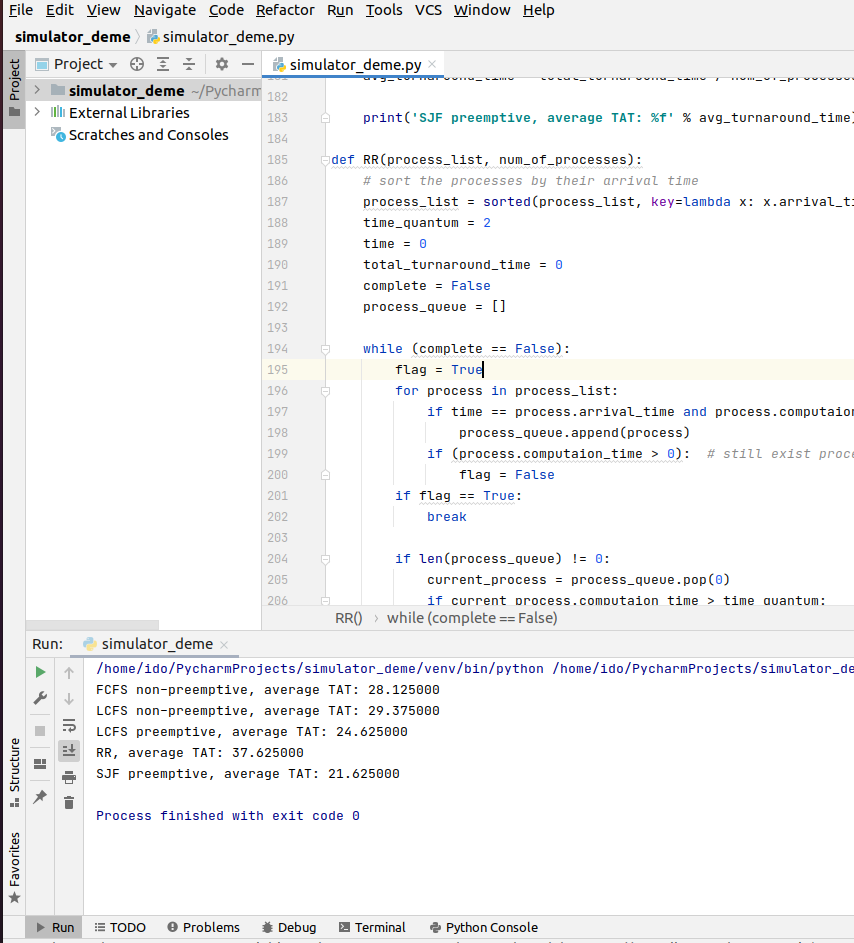 File Edit View Navigate Code Refactor Run Tools VCS Window Help
simulator_deme simulator_deme.py
Project simulator_deme.py
simulator_deme ~/Pycharm
External Libraries
Scratches and Consoles
Project
182
183 print('SJF preemptive, average TAT: %f' % avg_turnaround_time)
184
185 def RR(process_list, num_of_processes):
186 # sort the processes by their arrival time
187 process_list = sorted(process_list, key=lambda x: x.arrival_ti
188 time_quantum = 2
189 time = 0
190 total_turnaround_time = 0
191 complete = False
192 process_queue = []
193
194 while (complete == False):
195 flag = True
196 for process in process_list:
197 if time == process.arrival_time and process.computaion
198 process_queue.append(process)
199 if (process.computaion_time > 0): # still exist proce
200 flag = False
201 if flag == True:
202 break
203
204 if len(process_queue) != 0:
205 current_process = process_queue.pop(0)
206 if current_process.computaion_time > time_quantum:
RR() › while (complete == False)
Run: simulator_deme
/home/ido/PycharmProjects/simulator_deme/venv/bin/python /home/ido/PycharmProjects/simulator_de
FCFS non-preemptive, average TAT: 28.125000
LCFS non-preemptive, average TAT: 29.375000
LCFS preemptive, average TAT: 24.625000
RR, average TAT: 37.625000
SJF preemptive, average TAT: 21.625000
Process finished with exit code 0
Structure
Favorites
Run TODO Problems Debug Terminal Python Console